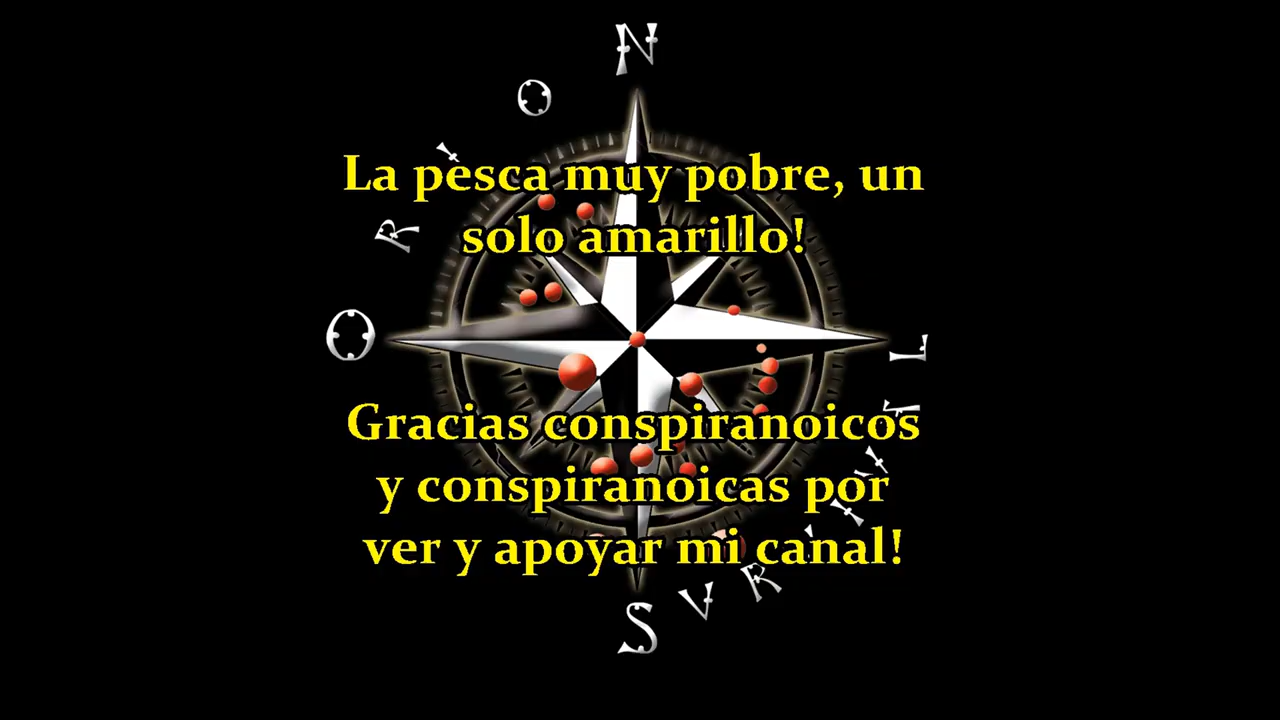 N
O
I
R
O
La pesca muy pobre, un
solo amarillo!
L
Gracias conspiranoicos
y conspiranoicas por
ver y apoyar mi canal!
S V R